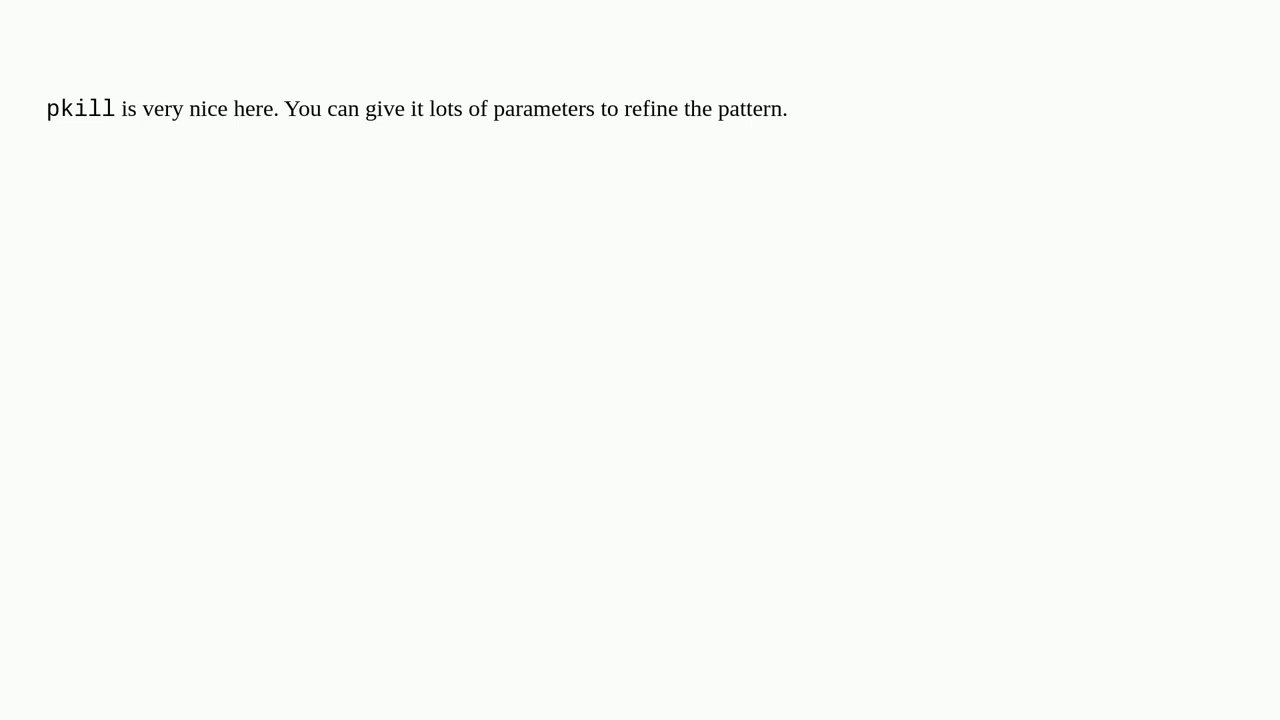 pkill is very nice here. You can give it lots of parameters to refine the pattern.